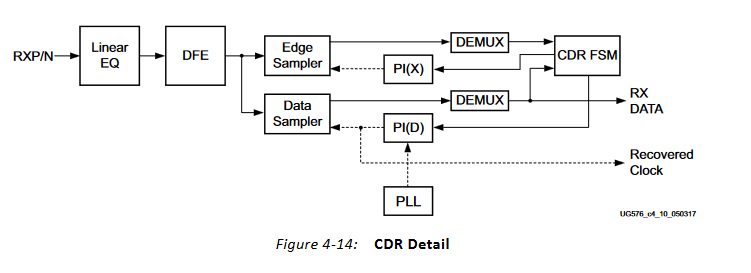 RXP/N
Linear
EQ
DFE
Edge
Sampler
DEMUX
CDR FSM
PI(X)
Data
Sampler
DEMUX
RX
DATA
PI(D)
Recovered
Clock
PLL
UG576_c4_10_050317
Figure 4-14: CDR Detail